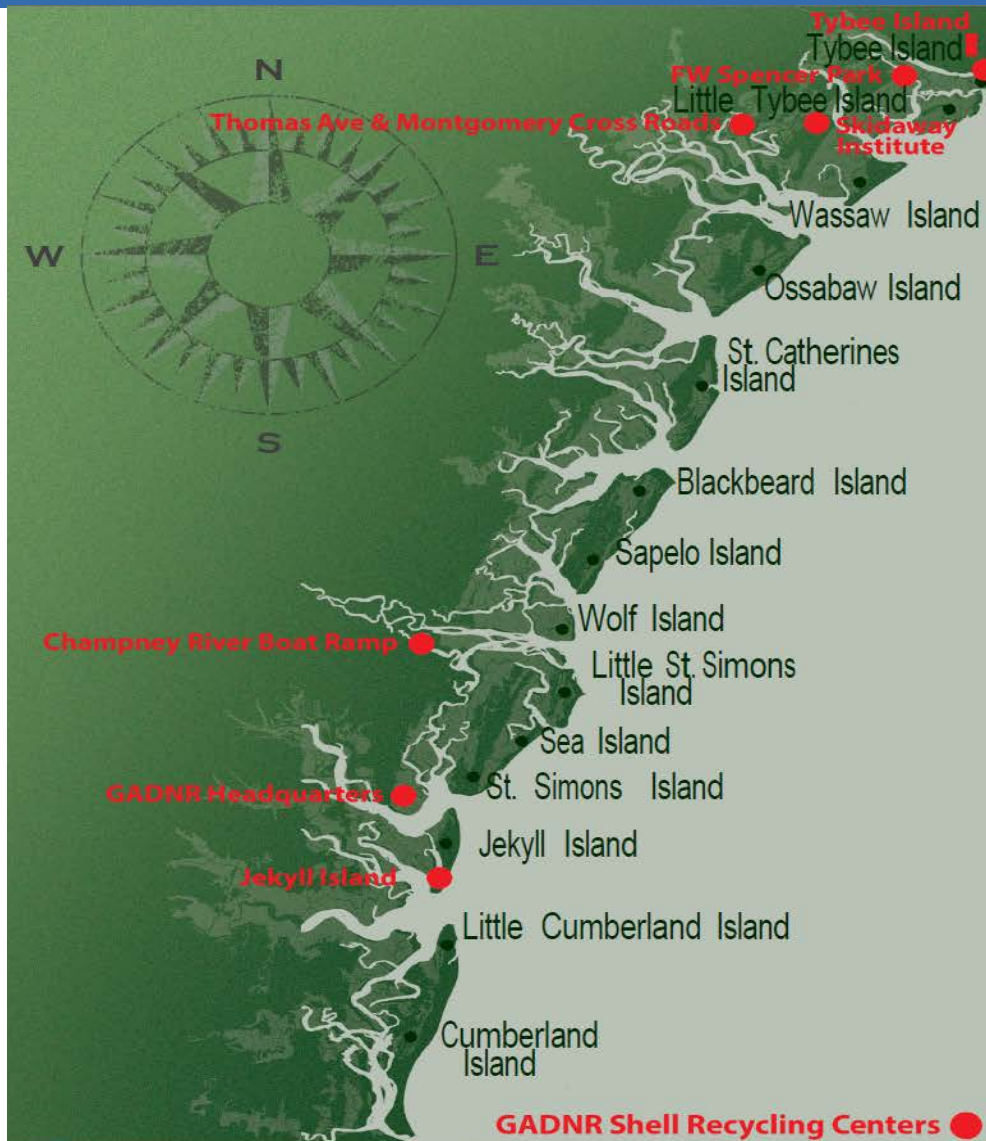 Tybee Island
Tybee Island
N
FW Spencer Park
Little Tybee Island
Thomas Ave & Montgomery Cross Roads
Skidaway
Institute
Wassaw Island
W
E
Ossabaw Island
St. Catherines
Island
S
Blackbeard Island
Sapelo Island
Wolf Island
Champney River Boat Ramp
Little St. Simons
Island
Sea Island
St. Simons Island
GADNR Headquarters
Jekyll Island
Jekyll Island
Little Cumberland Island
Cumberland
Island
GADNR Shell Recycling Centers